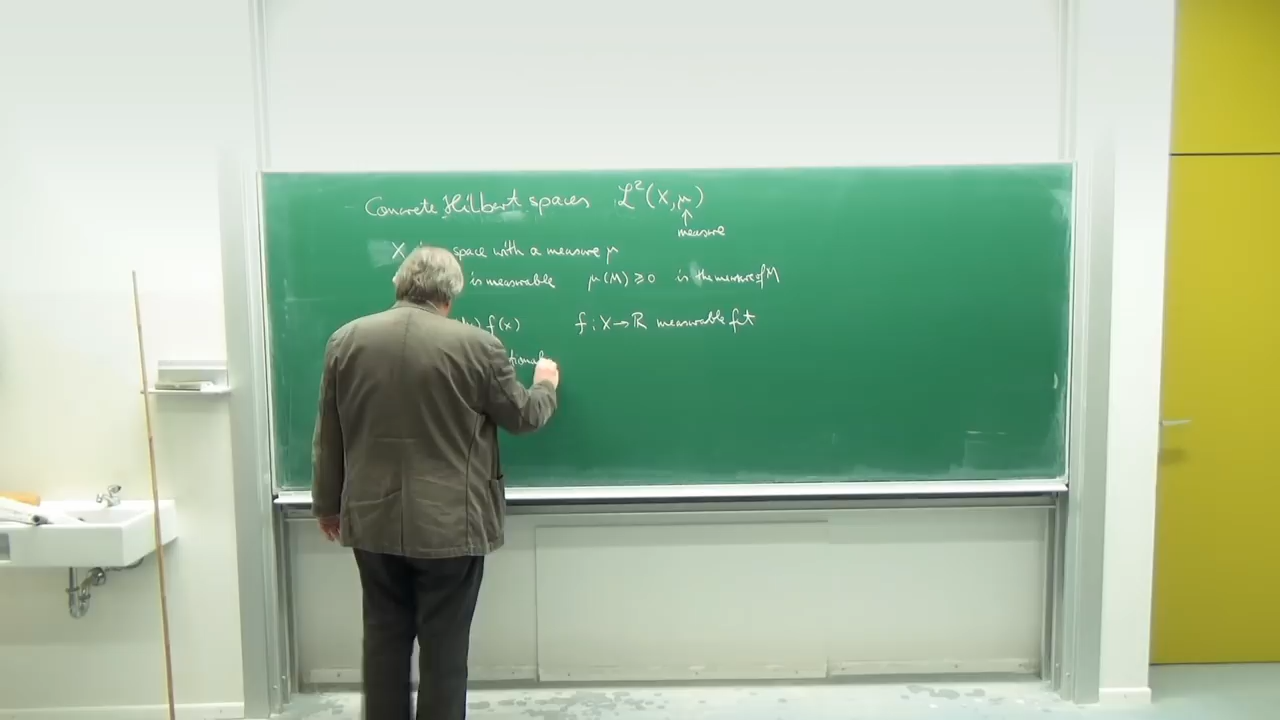 Concrete Hilbert spaces ℒ²(X, μ)
↑
measure
X space with a measure μ
is measurable μ(M) ≥ 0 is the measure of M
f(x) f : X → ℝ measurable fct